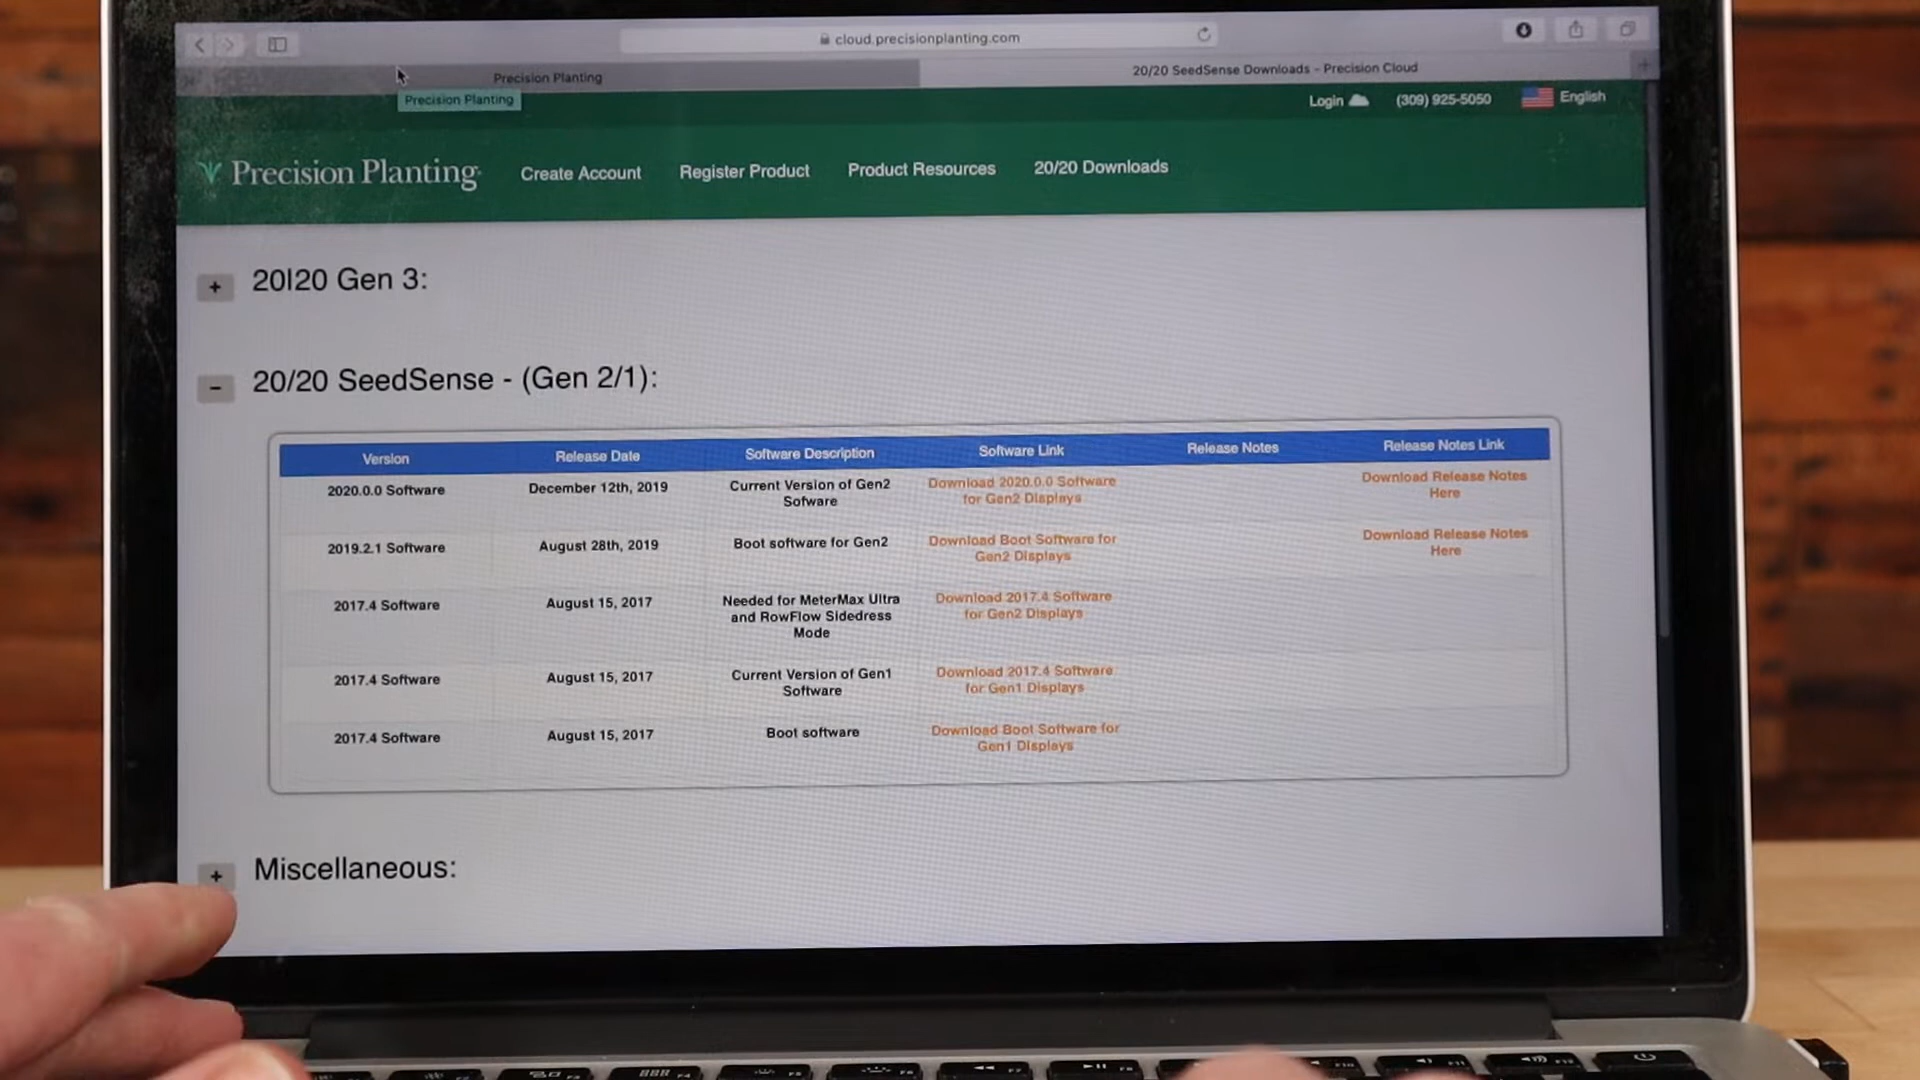 cloud.precisionplanting.com
Precision Planting
20/20 SeedSense Downloads - Precision Cloud
Precision Planting
Login
(309) 925-5050
English
Precision Planting
Create Account
Register Product
Product Resources
20/20 Downloads
+ 20|20 Gen 3:
- 20/20 SeedSense - (Gen 2/1):
Version
Release Date
Software Description
Software Link
Release Notes
Release Notes Link
2020.0.0 Software
December 12th, 2019
Current Version of Gen2
Sofware
Download 2020.0.0 Software
for Gen2 Displays
Download Release Notes
Here
2019.2.1 Software
August 28th, 2019
Boot software for Gen2
Download Boot Software for
Gen2 Displays
Download Release Notes
Here
2017.4 Software
August 15, 2017
Needed for MeterMax Ultra
and RowFlow Sidedress
Mode
Download 2017.4 Software
for Gen2 Displays
2017.4 Software
August 15, 2017
Current Version of Gen1
Software
Download 2017.4 Software
for Gen1 Displays
2017.4 Software
August 15, 2017
Boot software
Download Boot Software for
Gen1 Displays
+ Miscellaneous: